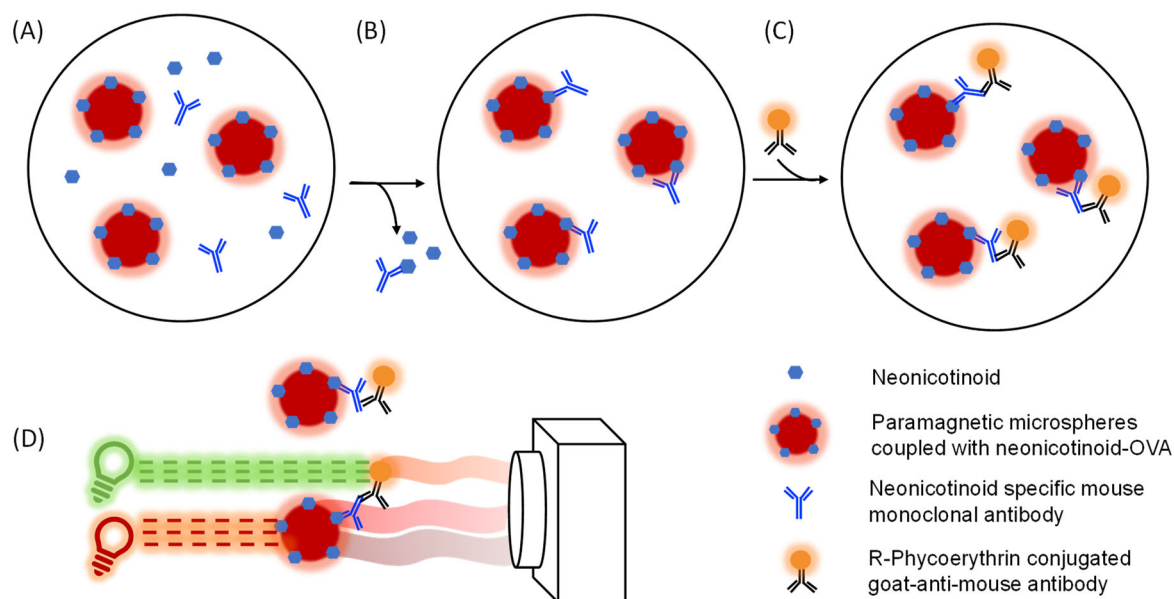 (A)
(B)
(C)
(D)
Neonicotinoid
Paramagnetic microspheres
coupled with neonicotinoid-OVA
Neonicotinoid specific mouse
monoclonal antibody
R-Phycoerythrin conjugated
goat-anti-mouse antibody